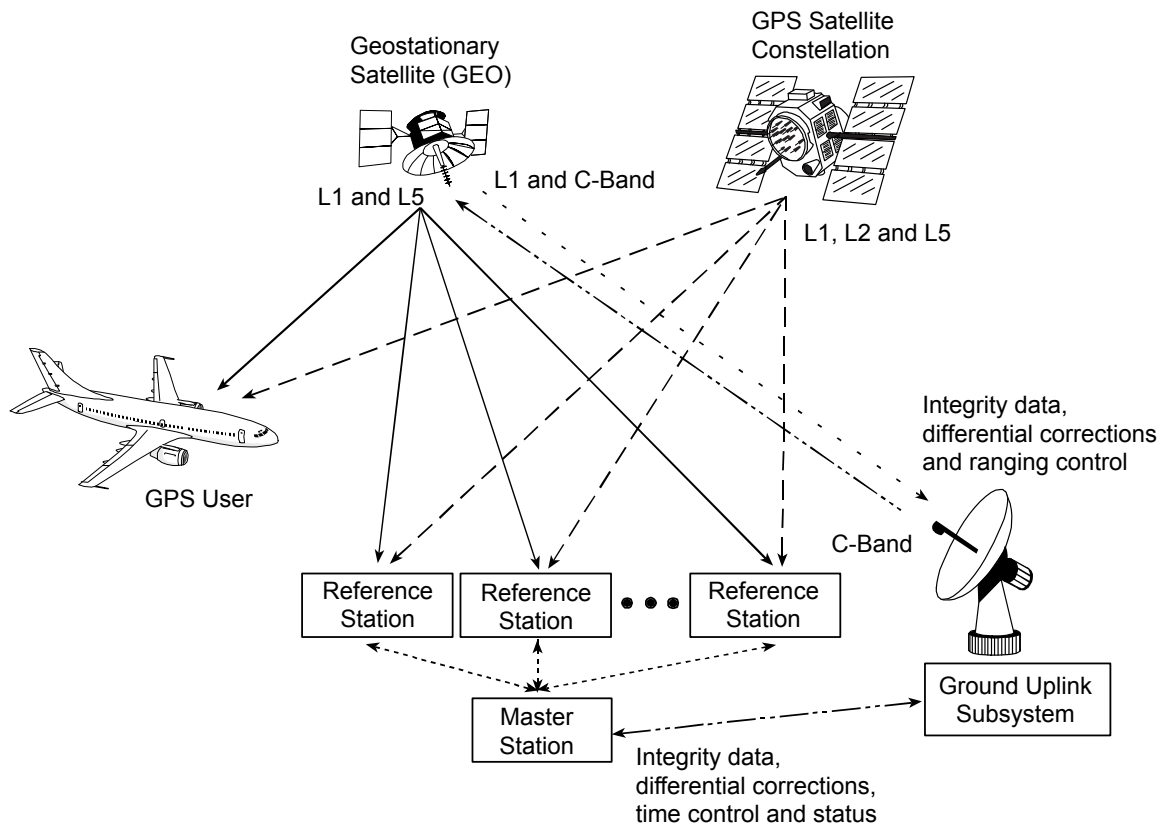 GPS Satellite
Constellation
Geostationary
Satellite (GEO)
L1 and C-Band
L1 and L5
L1, L2 and L5
Integrity data,
differential corrections
and ranging control
GPS User
C-Band
Reference
Station
Reference
Station
Reference
Station
Ground Uplink
Subsystem
Master
Station
Integrity data,
differential corrections,
time control and status